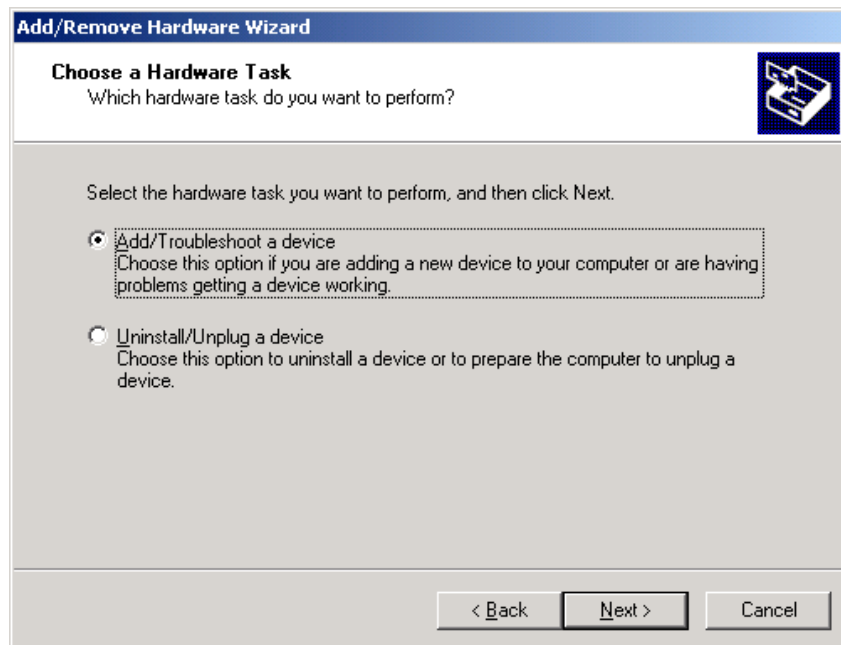 Add/Remove Hardware Wizard
Choose a Hardware Task
Which hardware task do you want to perform?
Select the hardware task you want to perform, and then click Next.
Add/Troubleshoot a device
Choose this option if you are adding a new device to your computer or are having
problems getting a device working.
Uninstall/Unplug a device
Choose this option to uninstall a device or to prepare the computer to unplug a
device.
< Back
Next >
Cancel